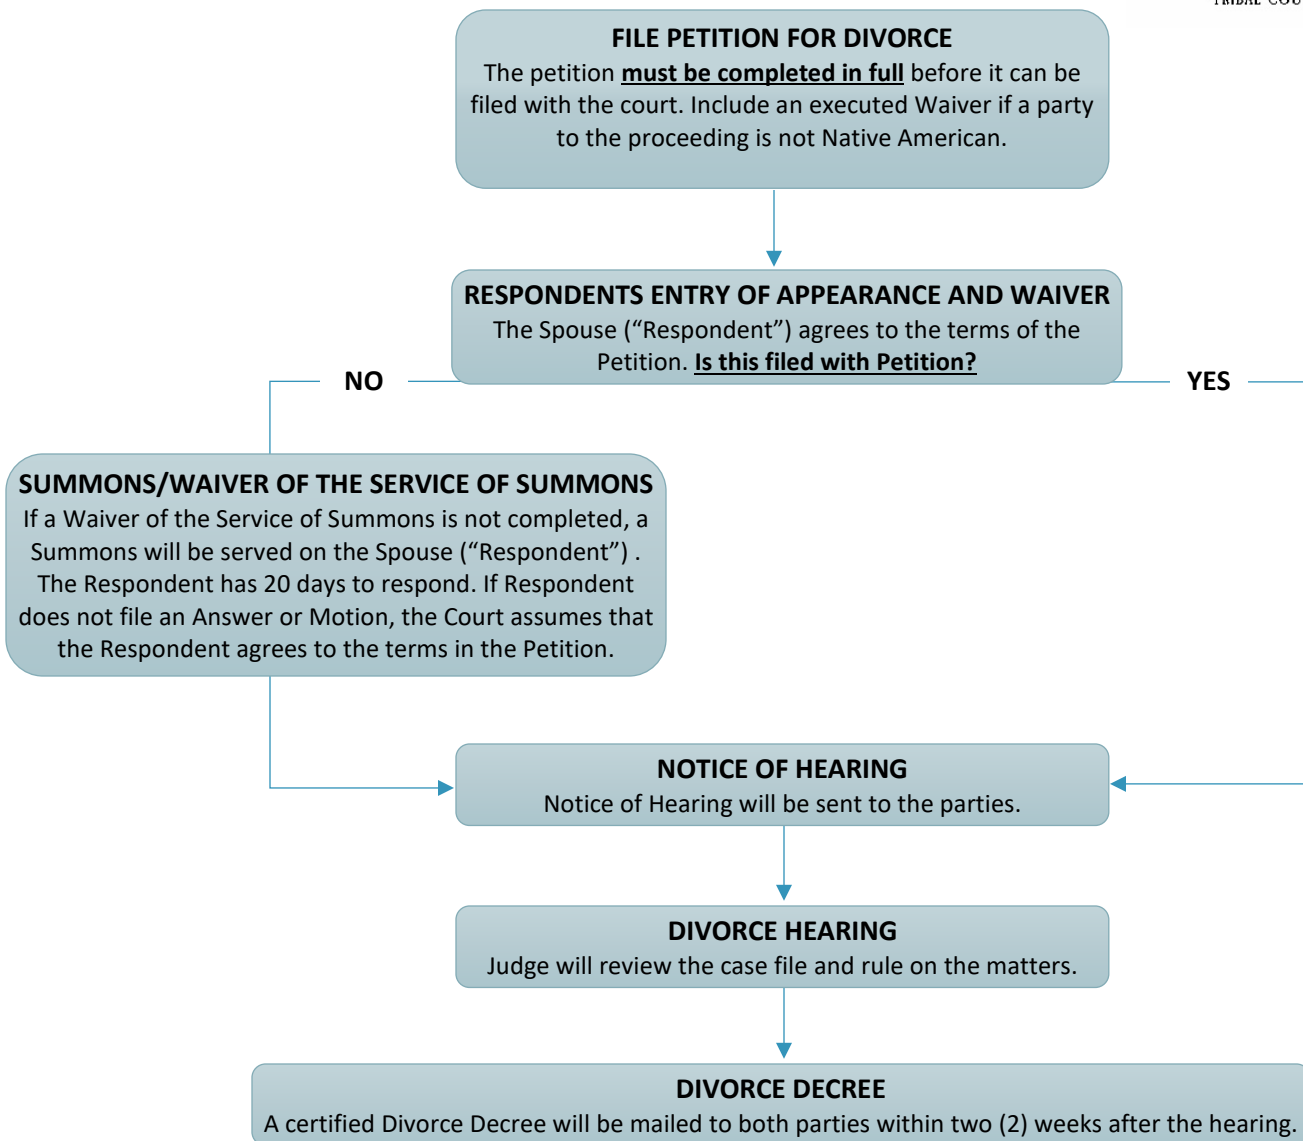 TRIBAL COU
FILE PETITION FOR DIVORCE
The petition must be completed in full before it can be
filed with the court. Include an executed Waiver if a party
to the proceeding is not Native American.
RESPONDENTS ENTRY OF APPEARANCE AND WAIVER
The Spouse (“Respondent”) agrees to the terms of the
Petition. Is this filed with Petition?
NO
YES
SUMMONS/WAIVER OF THE SERVICE OF SUMMONS
If a Waiver of the Service of Summons is not completed, a
Summons will be served on the Spouse (“Respondent”) .
The Respondent has 20 days to respond. If Respondent
does not file an Answer or Motion, the Court assumes that
the Respondent agrees to the terms in the Petition.
NOTICE OF HEARING
Notice of Hearing will be sent to the parties.
DIVORCE HEARING
Judge will review the case file and rule on the matters.
DIVORCE DECREE
A certified Divorce Decree will be mailed to both parties within two (2) weeks after the hearing.